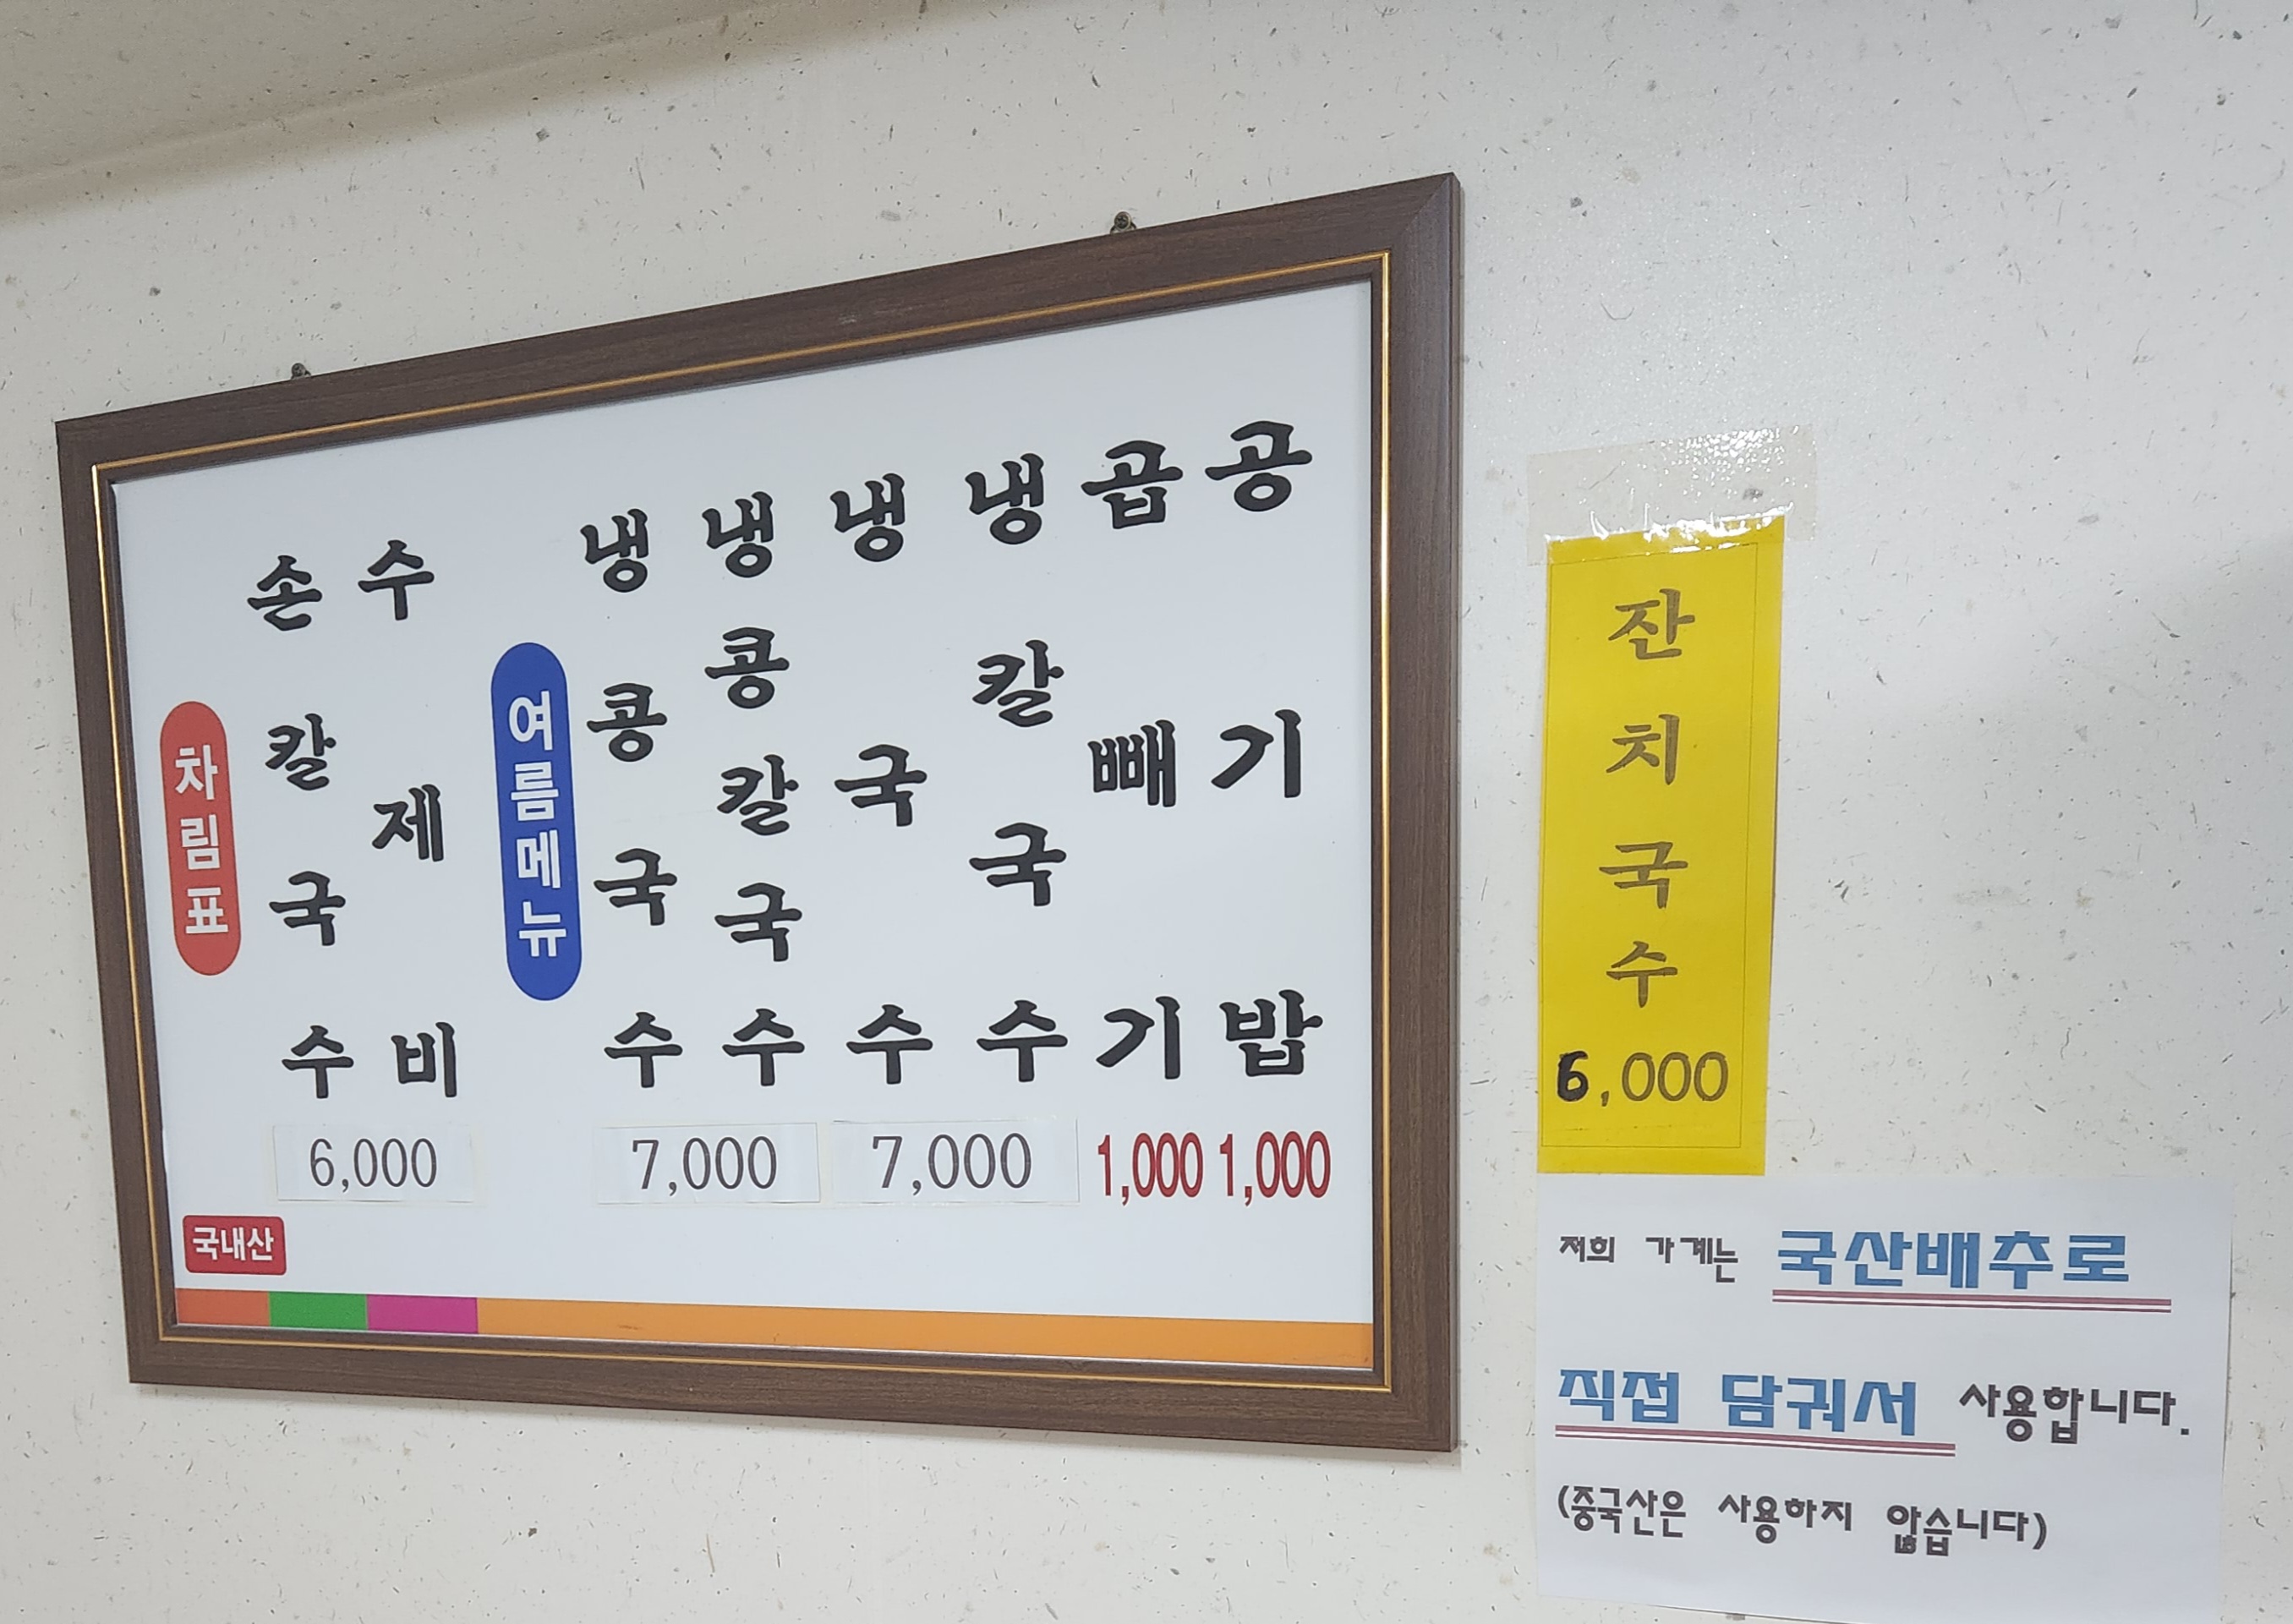 차림표
손칼국수
수제비
6,000
여름메뉴
냉콩국수
냉콩칼국수
7,000
냉국수
냉칼국수
7,000
곱빼기
1,000
공기밥
1,000
국내산
잔치국수
6,000
저희 가게는 국산배추로
직접 담궈서 사용합니다.
(중국산은 사용하지 않습니다)